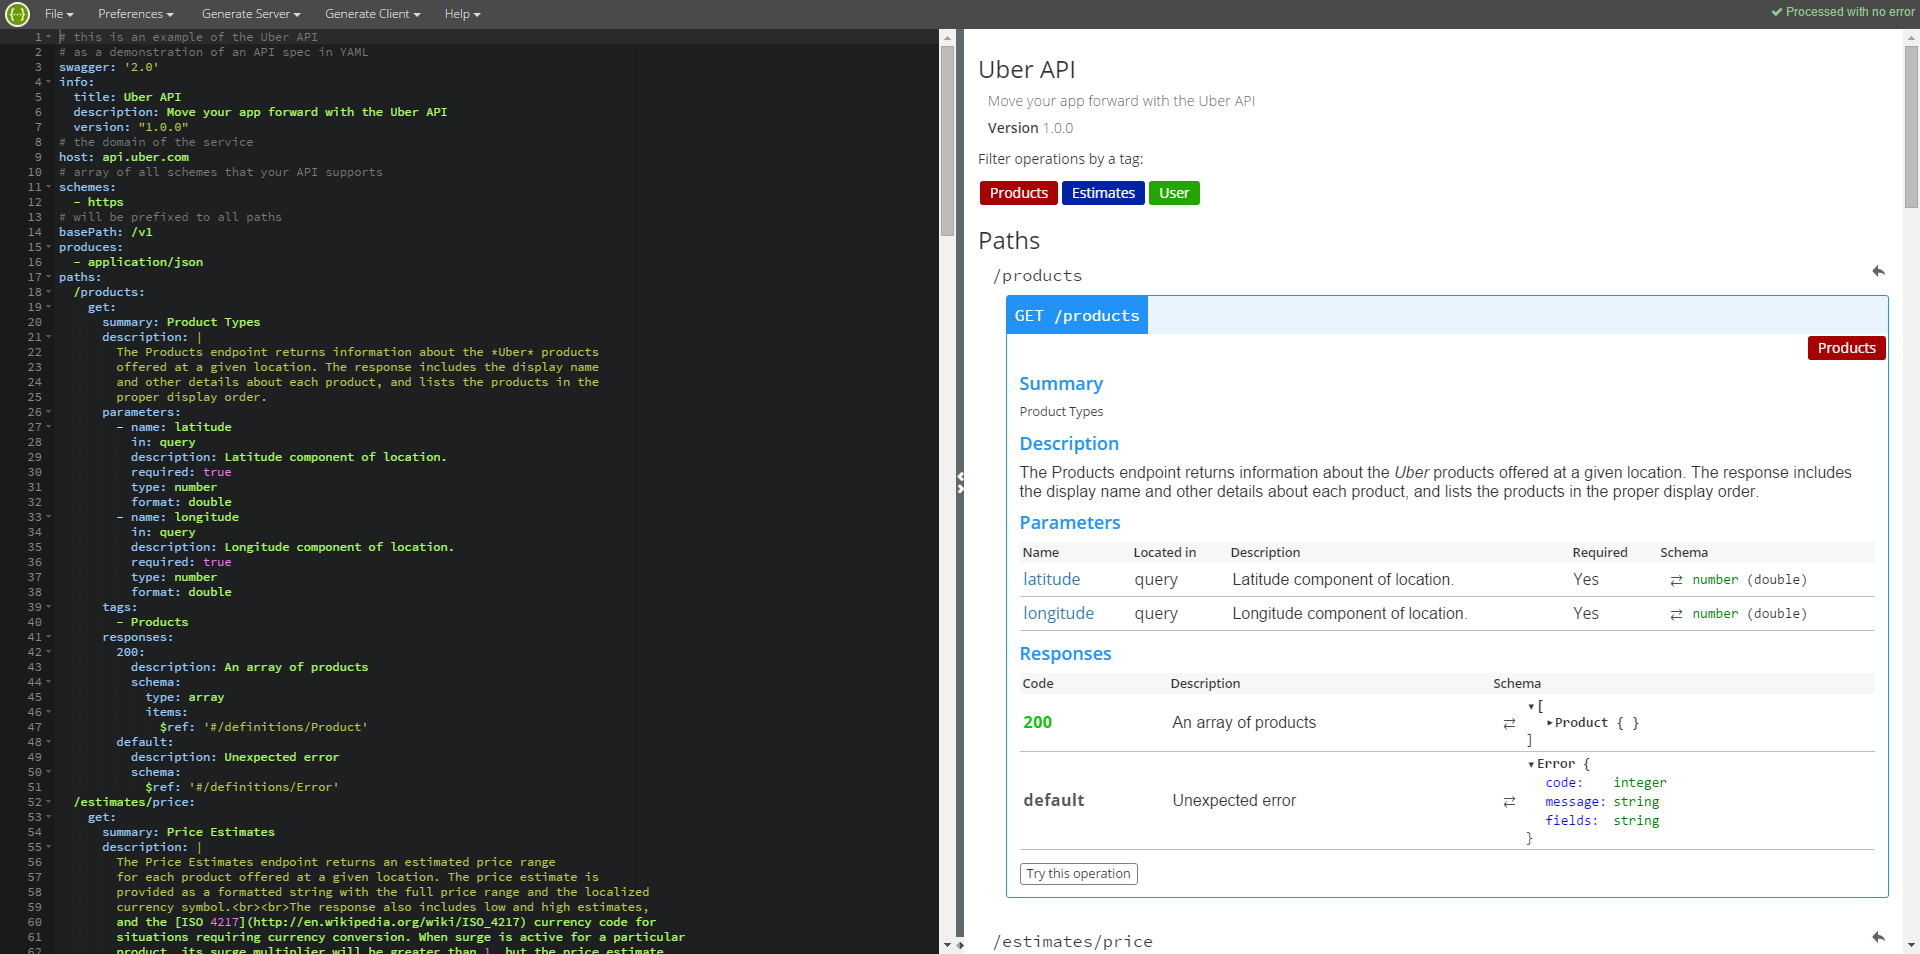 File
Preferences
Generate Server
Generate Client
Help
Processed with no error
1 # this is an example of the Uber API
2 # as a demonstration of an API spec in YAML
3 swagger: '2.0'
4 info:
5 title: Uber API
6 description: Move your app forward with the Uber API
7 version: "1.0.0"
8 # the domain of the service
9 host: api.uber.com
10 # array of all schemes that your API supports
11 schemes:
12 - https
13 # will be prefixed to all paths
14 basePath: /v1
15 produces:
16 - application/json
17 paths:
18 /products:
19 get:
20 summary: Product Types
21 description: |
22 The Products endpoint returns information about the *Uber* products
23 offered at a given location. The response includes the display name
24 and other details about each product, and lists the products in the
25 proper display order.
26 parameters:
27 - name: latitude
28 in: query
29 description: Latitude component of location.
30 required: true
31 type: number
32 format: double
33 - name: longitude
34 in: query
35 description: Longitude component of location.
36 required: true
37 type: number
38 format: double
39 tags:
40 - Products
41 responses:
42 200:
43 description: An array of products
44 schema:
45 type: array
46 items:
47 $ref: '#/definitions/Product'
48 default:
49 description: Unexpected error
50 schema:
51 $ref: '#/definitions/Error'
52 /estimates/price:
53 get:
54 summary: Price Estimates
55 description: |
56 The Price Estimates endpoint returns an estimated price range
57 for each product offered at a given location. The price estimate is
58 provided as a formatted string with the full price range and the localized
59 currency symbol.<br><br>The response also includes low and high estimates,
60 and the [ISO 4217](http://en.wikipedia.org/wiki/ISO_4217) currency code for
61 situations requiring currency conversion. When surge is active for a particular
62 product, its surge multiplier will be greater than 1, but the price estimate
Uber API
Move your app forward with the Uber API
Version 1.0.0
Filter operations by a tag:
Products Estimates User
Paths
/products
GET /products
Products
Summary
Product Types
Description
The Products endpoint returns information about the Uber products offered at a given location. The response includes
the display name and other details about each product, and lists the products in the proper display order.
Parameters
Name Located in Description Required Schema
latitude query Latitude component of location. Yes ⇄ number (double)
longitude query Longitude component of location. Yes ⇄ number (double)
Responses
Code Description Schema
200 An array of products ⇄ ▾[
▸Product { }
]
default Unexpected error ⇄ ▾Error {
code: integer
message: string
fields: string
}
Try this operation
/estimates/price